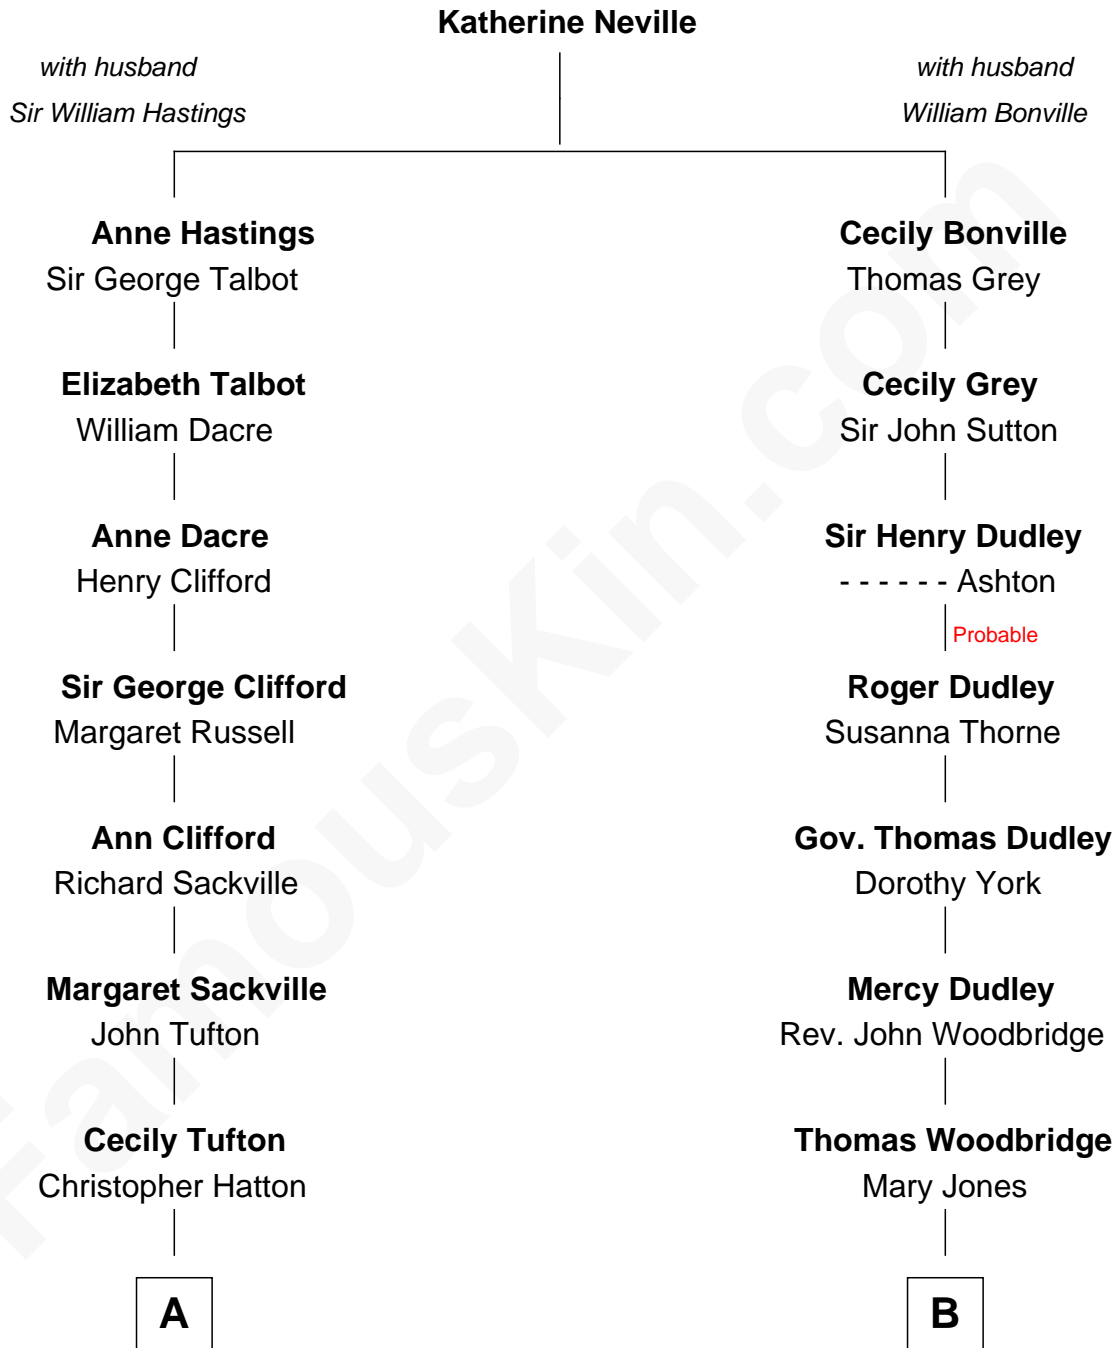 Katherine Neville
with husband
Sir William Hastings
with husband
William Bonville
Anne Hastings
Sir George Talbot
Cecily Bonville
Thomas Grey
Elizabeth Talbot
William Dacre
Cecily Grey
Sir John Sutton
Anne Dacre
Henry Clifford
Sir Henry Dudley
- - - - - - Ashton
Probable
Sir George Clifford
Margaret Russell
Roger Dudley
Susanna Thorne
Ann Clifford
Richard Sackville
Gov. Thomas Dudley
Dorothy York
Margaret Sackville
John Tufton
Mercy Dudley
Rev. John Woodbridge
Cecily Tufton
Christopher Hatton
Thomas Woodbridge
Mary Jones
A
B
FamousKin.com